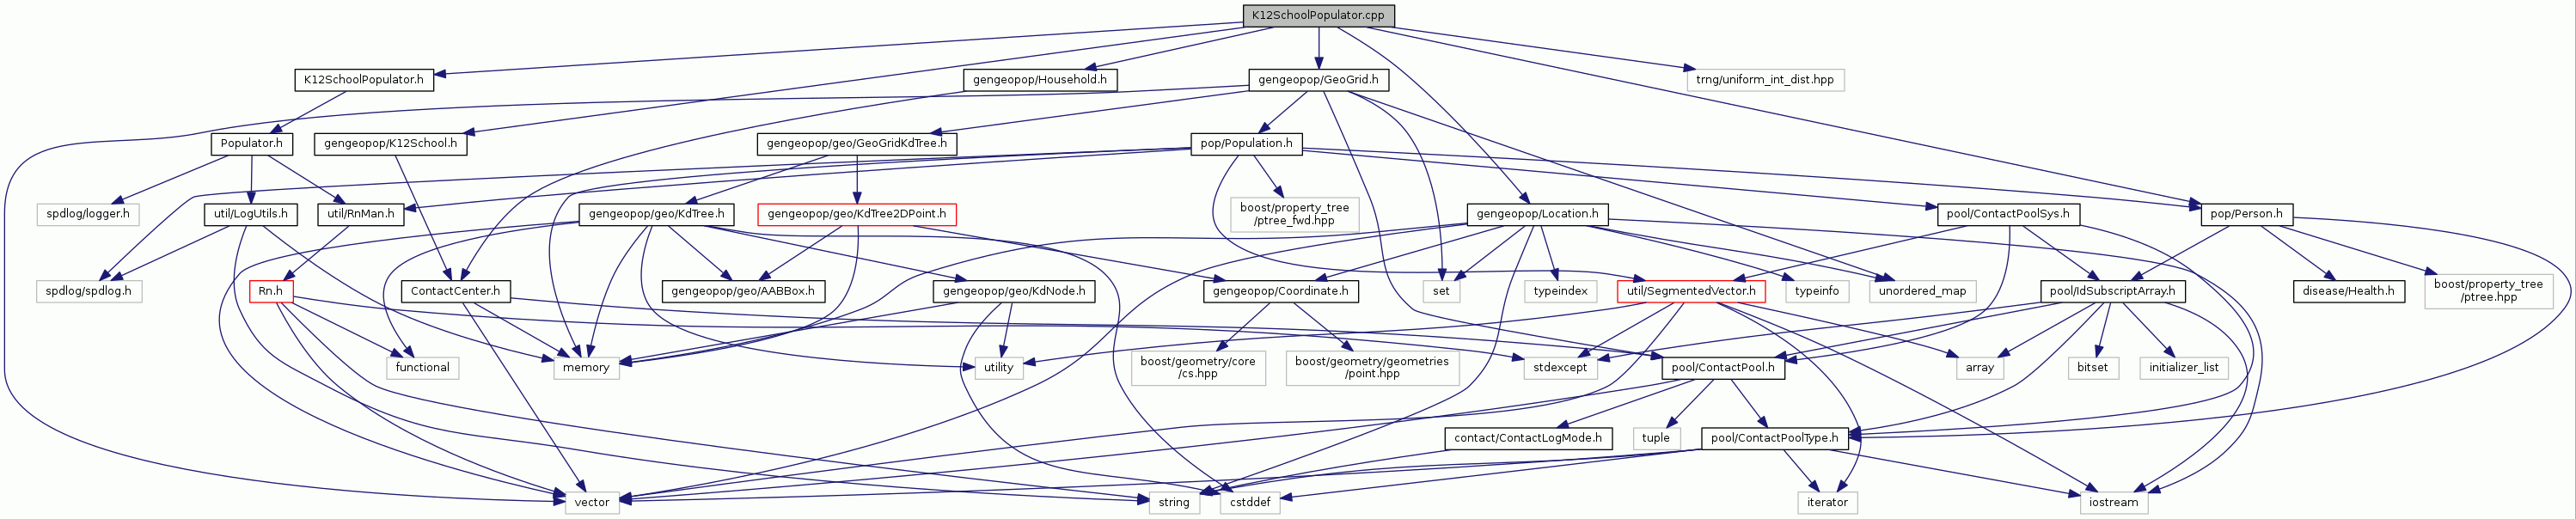 K12SchoolPopulator.cpp
K12SchoolPopulator.h
gengeopop/Household.h
gengeopop/GeoGrid.h
trng/uniform_int_dist.hpp
Populator.h
gengeopop/K12School.h
gengeopop/geo/GeoGridKdTree.h
pop/Population.h
spdlog/logger.h
util/LogUtils.h
util/RnMan.h
gengeopop/geo/KdTree.h
gengeopop/geo/KdTree2DPoint.h
boost/property_tree
/ptree_fwd.hpp
gengeopop/Location.h
pool/ContactPoolSys.h
pop/Person.h
spdlog/spdlog.h
Rn.h
ContactCenter.h
gengeopop/geo/AABBox.h
gengeopop/geo/KdNode.h
gengeopop/Coordinate.h
set
typeindex
util/SegmentedVector.h
typeinfo
unordered_map
pool/IdSubscriptArray.h
disease/Health.h
boost/property_tree
/ptree.hpp
functional
memory
utility
boost/geometry/core
/cs.hpp
boost/geometry/geometries
/point.hpp
stdexcept
pool/ContactPool.h
array
bitset
initializer_list
contact/ContactLogMode.h
tuple
pool/ContactPoolType.h
vector
string
cstddef
iterator
iostream